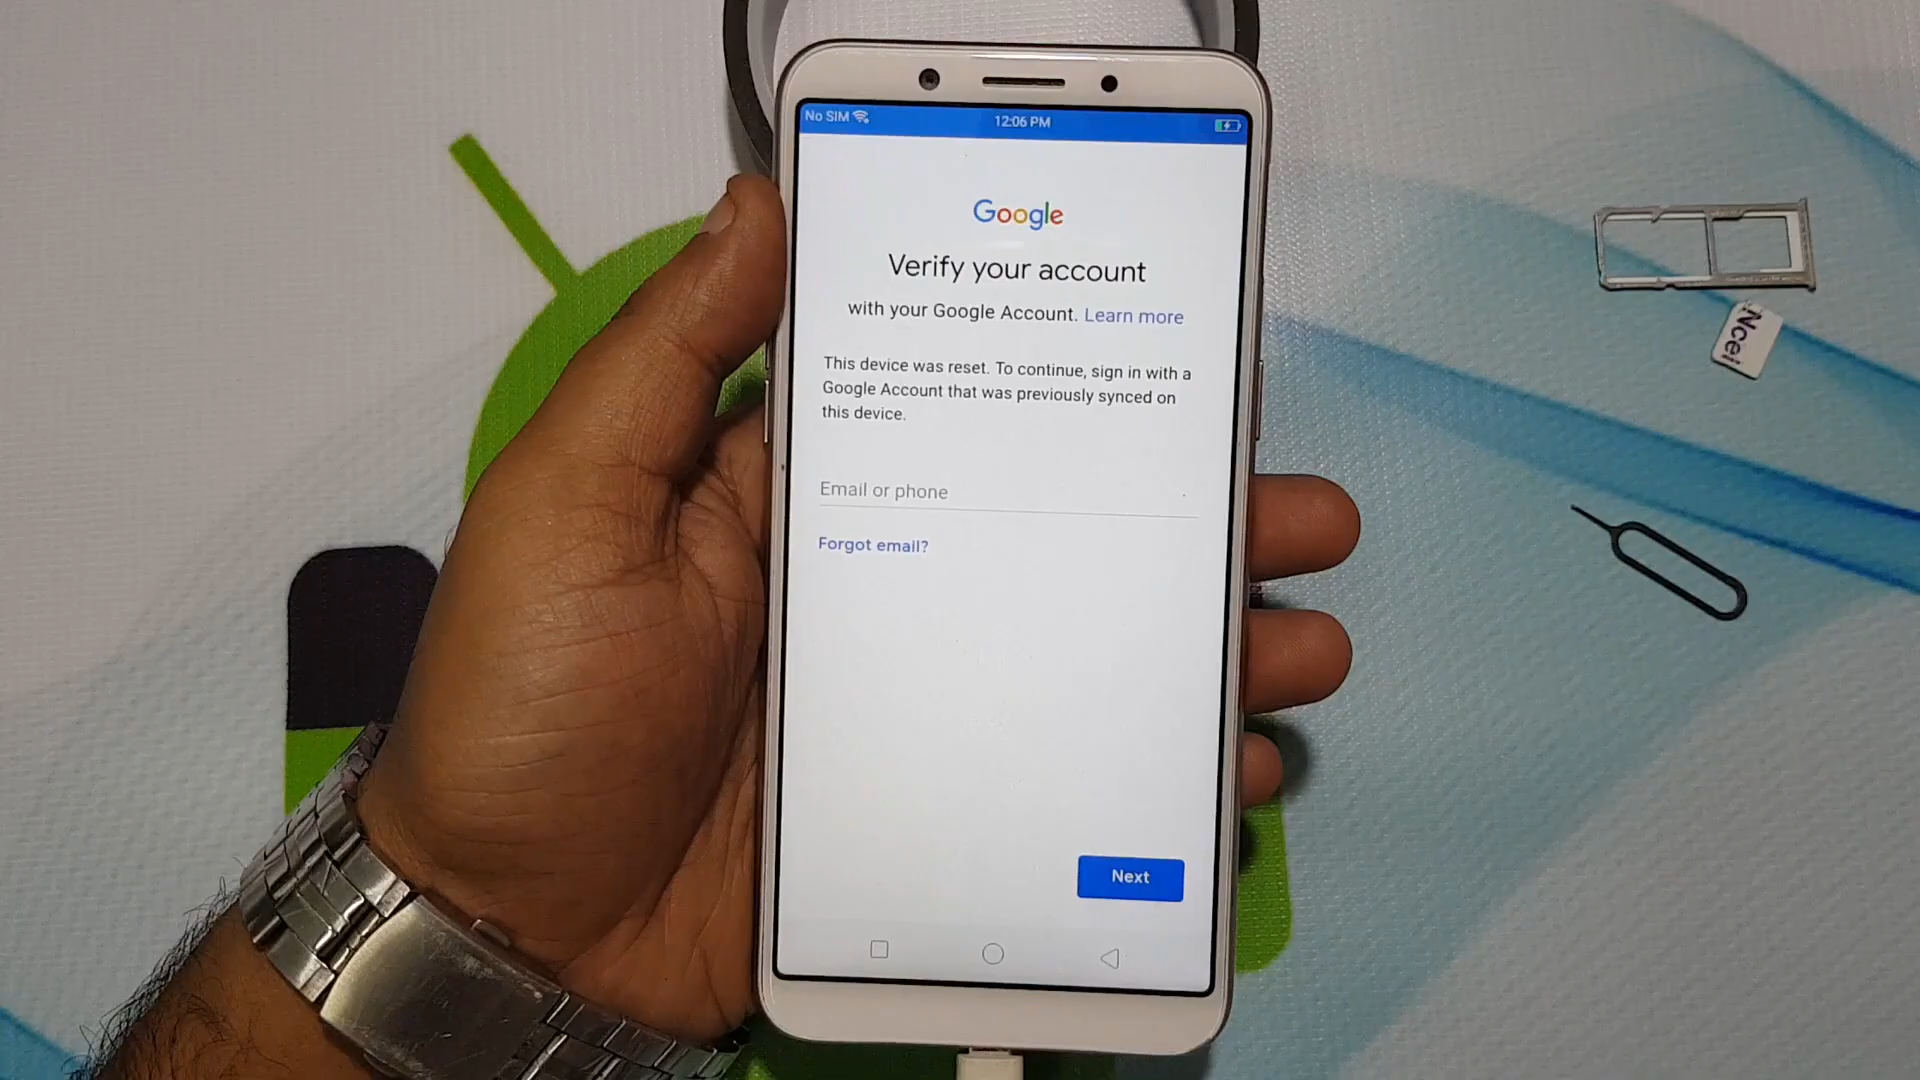 No SIM
12:06 PM
Google
Verify your account
with your Google Account. Learn more
This device was reset. To continue, sign in with a
Google Account that was previously synced on
this device.
Email or phone
Forgot email?
Next